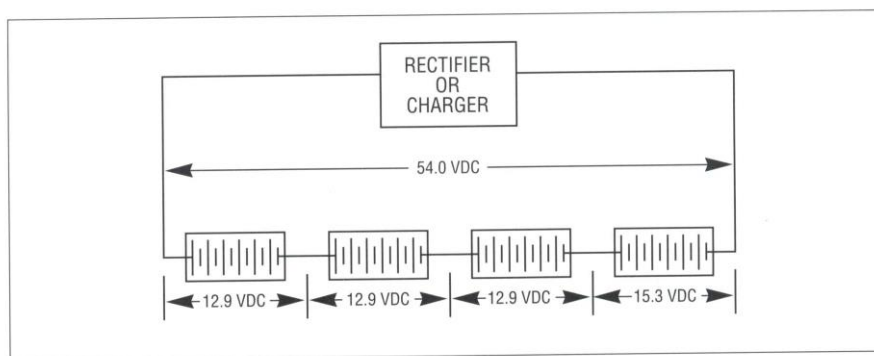 RECTIFIER
OR
CHARGER
54.0 VDC
12.9 VDC 12.9 VDC 12.9 VDC 15.3 VDC